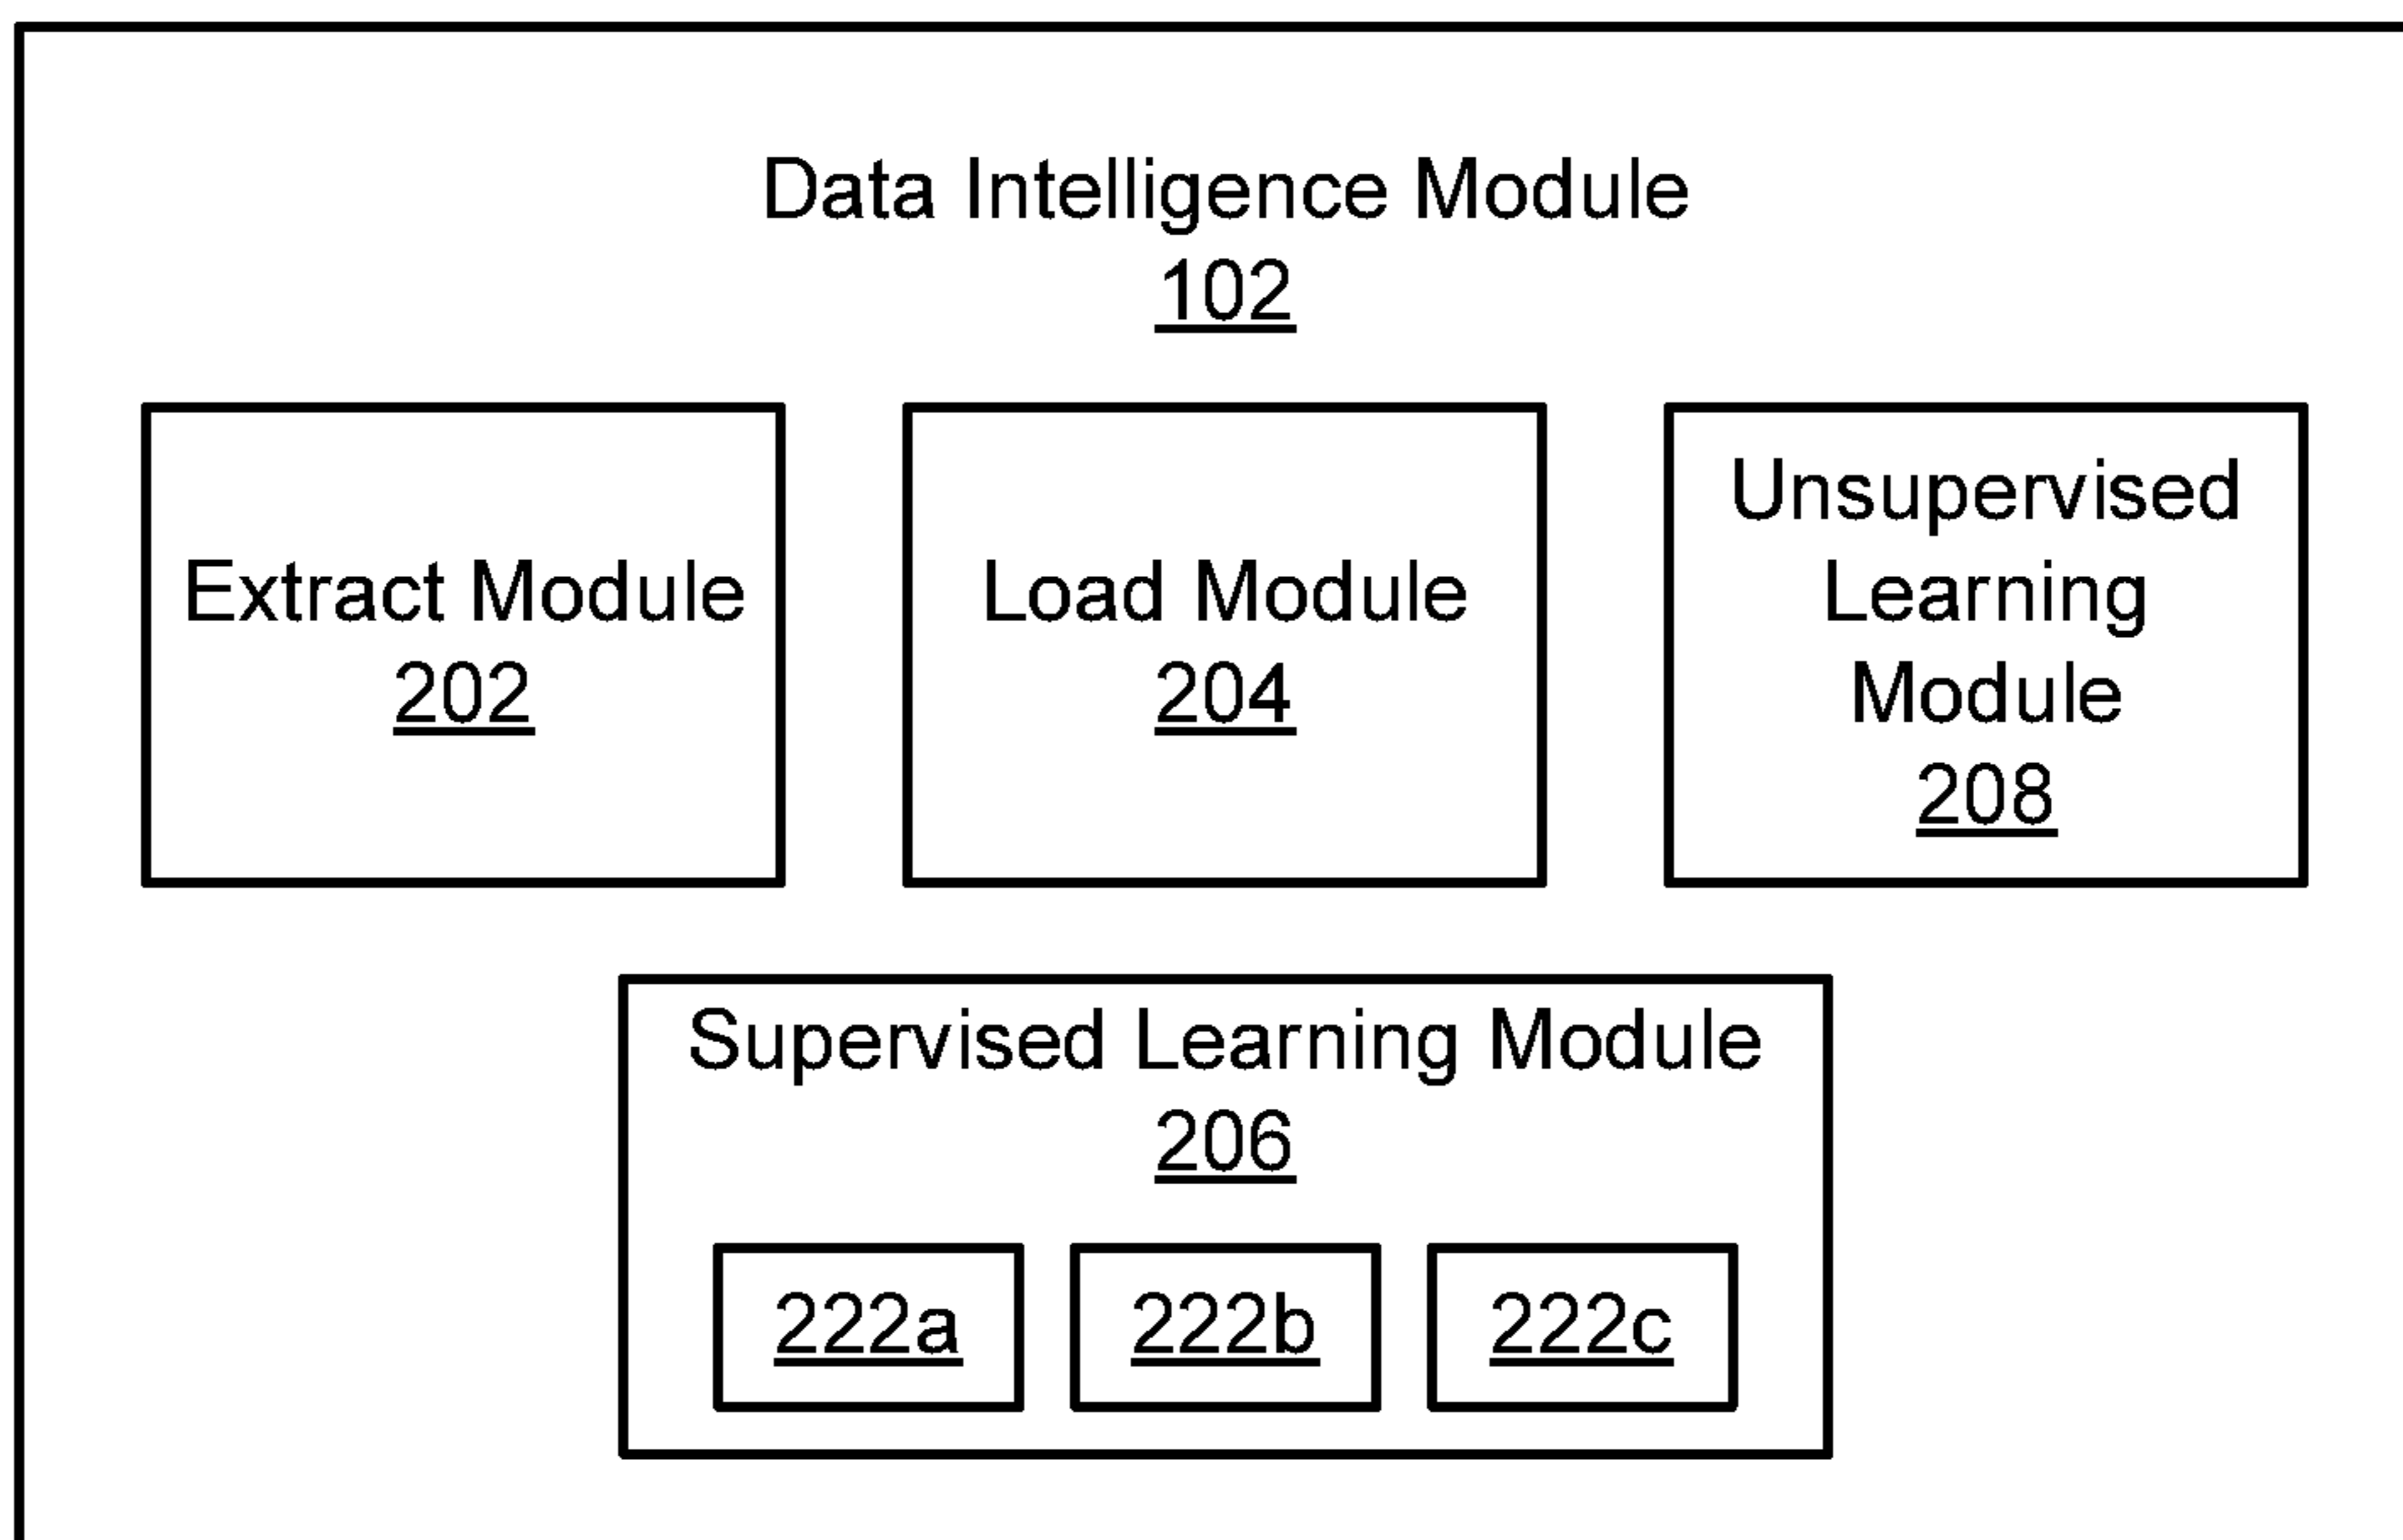 Data Intelligence Module
102
Extract Module
202
Load Module
204
Unsupervised
Learning
Module
208
Supervised Learning Module
206
222a
222b
222c